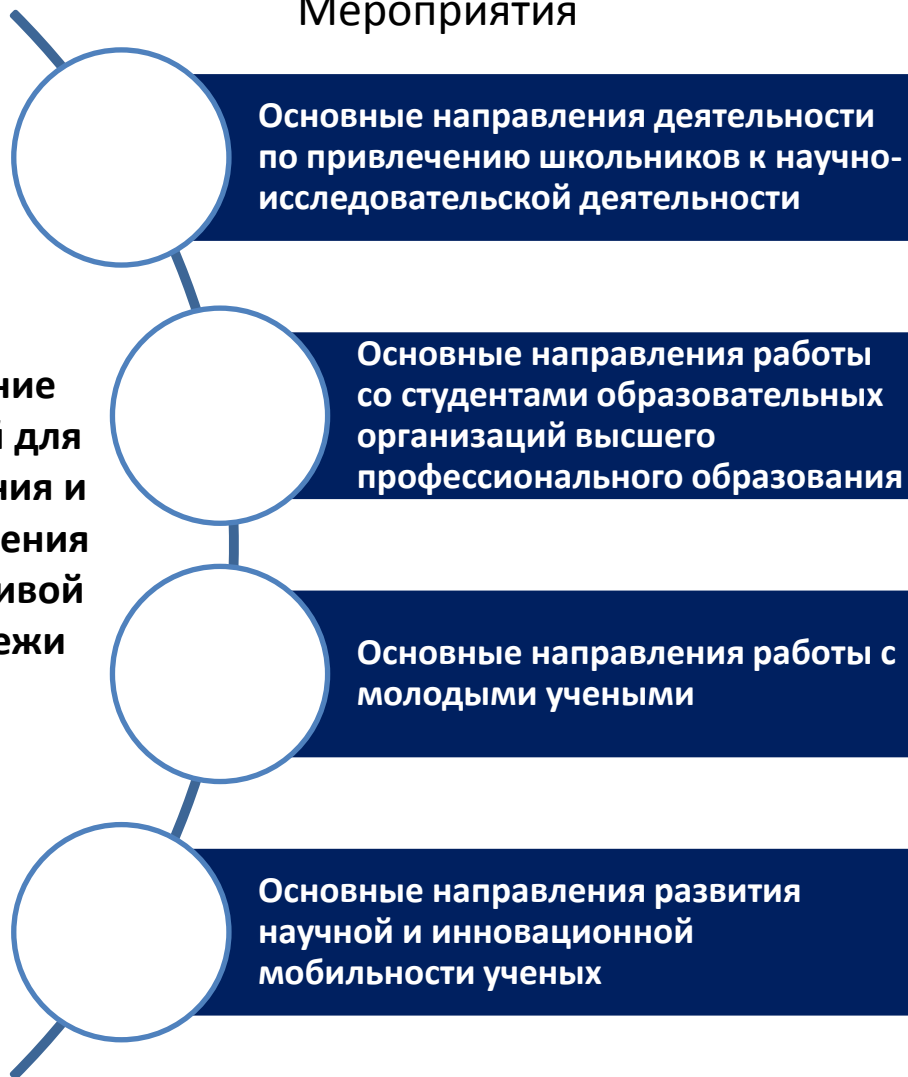 Мероприятия
Основные направления деятельности
по привлечению школьников к научно-
исследовательской деятельности
Основные направления работы
со студентами образовательных
организаций высшего
профессионального образования
для
и
Основные направления работы с
молодыми учеными
Основные направления развития
научной и инновационной
мобильности ученых